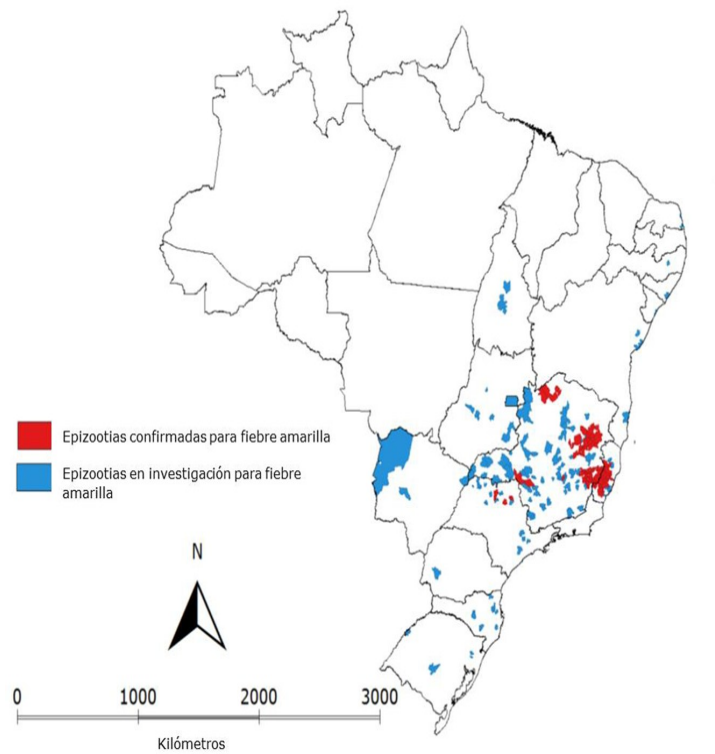 Epizootias confirmadas para fiebre amarilla
Epizootias en investigación para fiebre
amarilla
N
0 1000 2000 3000
Kilómetros